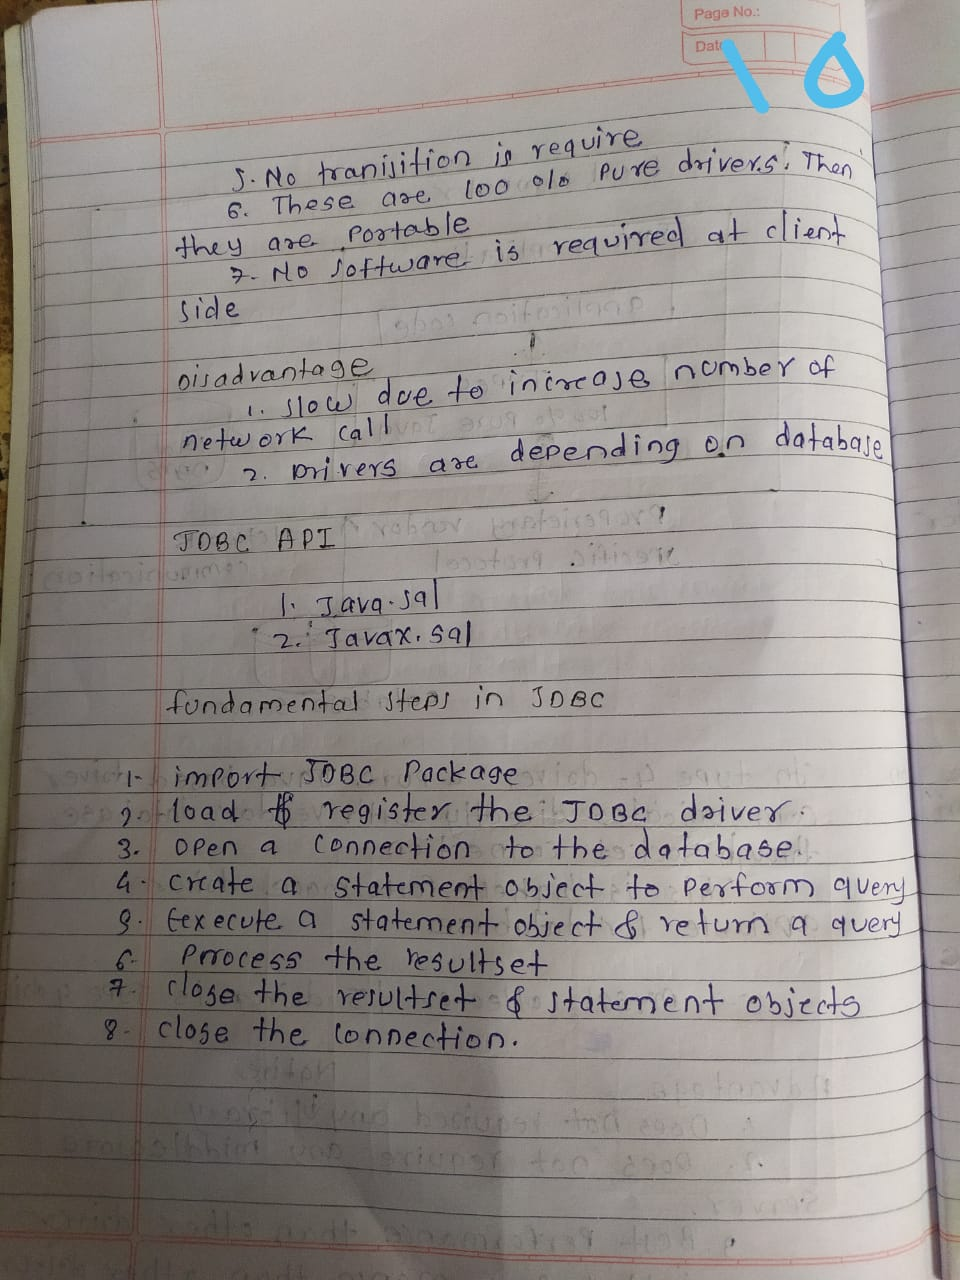 Page No.:
Date
10
5. No tranisition is require
6. These are 100 % pure drivers. Then
they are portable
7. No software is required at client
side
Disadvantage
1. slow due to increase number of
network call
2. Drivers are depending on database
JDBC API
1. Java.sql
2. Javax.sql
fundamental steps in JDBC
1- import JDBC Package
2. load & register the JDBC driver.
3. open a connection to the database.
4. create a statement object to perform query
5. Eexecute a statement object & return a query
6. Process the resultset
7. close the resultset & statement objects
8- close the connection.